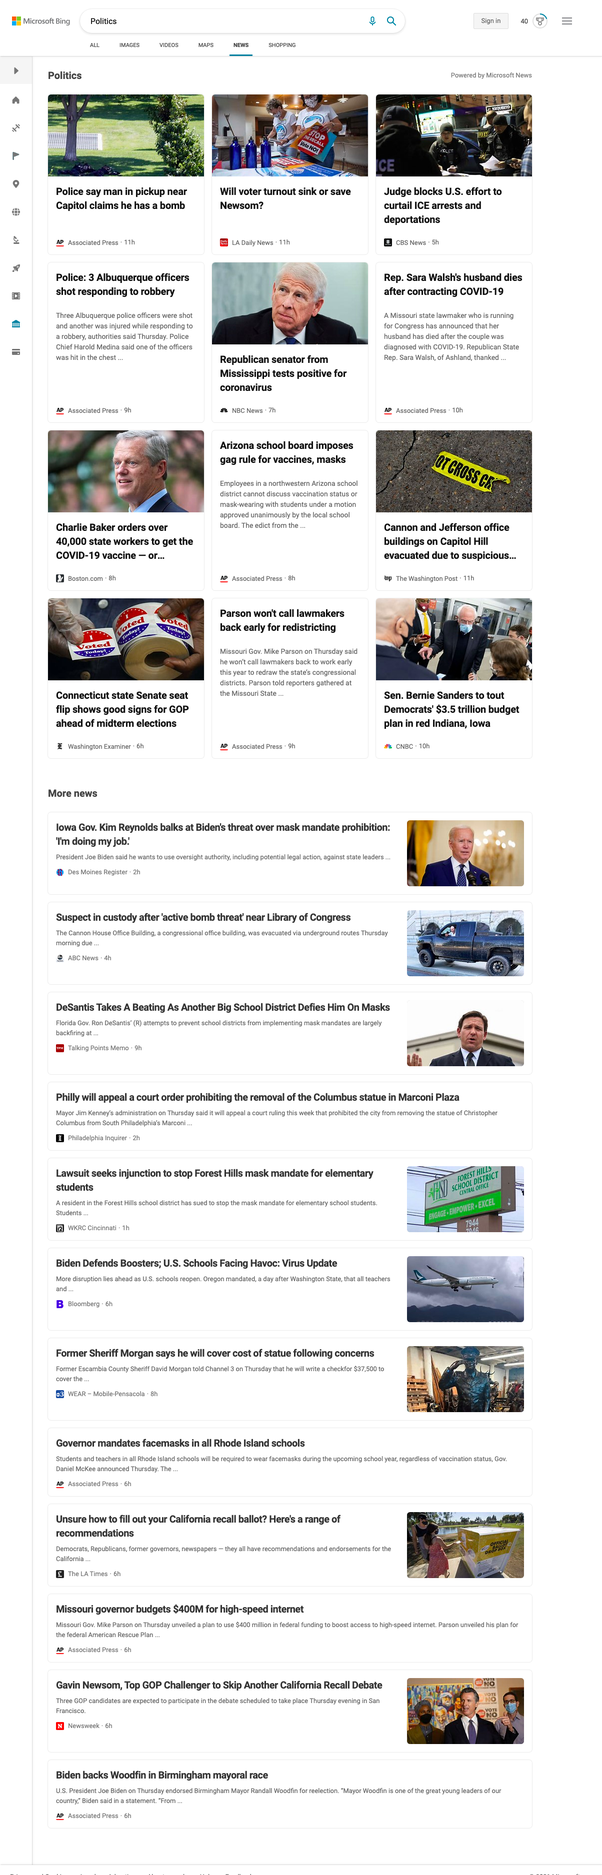 Microsoft Bing
Politics
Sign in
40
ALL IMAGES VIDEOS MAPS NEWS SHOPPING
Politics
Powered by Microsoft News
Police say man in pickup near
Capitol claims he has a bomb
AP Associated Press · 11h
Will voter turnout sink or save
Newsom?
LA Daily News · 11h
ICE
Judge blocks U.S. effort to
curtail ICE arrests and
deportations
CBS News · 5h
Police: 3 Albuquerque officers
shot responding to robbery
Three Albuquerque police officers were shot
and another was injured while responding to
a robbery, authorities said Thursday. Police
Chief Harold Medina said one of the officers
was hit in the chest ...
AP Associated Press · 9h
Republican senator from
Mississippi tests positive for
coronavirus
NBC News · 7h
Rep. Sara Walsh's husband dies
after contracting COVID-19
A Missouri state lawmaker who is running
for Congress has announced that her
husband has died after the couple was
diagnosed with COVID-19. Republican State
Rep. Sara Walsh, of Ashland, thanked ...
AP Associated Press · 10h
Charlie Baker orders over
40,000 state workers to get the
COVID-19 vaccine — or...
Boston.com · 8h
Arizona school board imposes
gag rule for vaccines, masks
Employees in a northwestern Arizona school
district cannot discuss vaccination status or
mask-wearing with students under a motion
approved unanimously by the local school
board. The edict from the ...
AP Associated Press · 8h
OT CROSS
Cannon and Jefferson office
buildings on Capitol Hill
evacuated due to suspicious...
wp The Washington Post · 11h
I Voted
Today!
Connecticut state Senate seat
flip shows good signs for GOP
ahead of midterm elections
Washington Examiner · 6h
Parson won't call lawmakers
back early for redistricting
Missouri Gov. Mike Parson on Thursday said
he won't call lawmakers back to work early
this year to redraw the state's congressional
districts. Parson told reporters gathered at
the Missouri State ...
AP Associated Press · 9h
Sen. Bernie Sanders to tout
Democrats' $3.5 trillion budget
plan in red Indiana, Iowa
CNBC · 10h
More news
Iowa Gov. Kim Reynolds balks at Biden's threat over mask mandate prohibition:
'I'm doing my job.'
President Joe Biden said he wants to use oversight authority, including potential legal action, against state leaders ...
Des Moines Register · 2h
Suspect in custody after 'active bomb threat' near Library of Congress
The Cannon House Office Building, a congressional office building, was evacuated via underground routes Thursday
morning due ...
ABC News · 4h
DeSantis Takes A Beating As Another Big School District Defies Him On Masks
Florida Gov. Ron DeSantis' (R) attempts to prevent school districts from implementing mask mandates are largely
backfiring at ...
Talking Points Memo · 9h
Philly will appeal a court order prohibiting the removal of the Columbus statue in Marconi Plaza
Mayor Jim Kenney's administration on Thursday said it will appeal a court ruling this week that prohibited the city from removing the statue of Christopher
Columbus from South Philadelphia's Marconi ...
Philadelphia Inquirer · 2h
Lawsuit seeks injunction to stop Forest Hills mask mandate for elementary
students
A resident in the Forest Hills school district has sued to stop the mask mandate for elementary school students.
Students ...
WKRC Cincinnati · 1h
FOREST HILLS
SCHOOL DISTRICT
CENTRAL OFFICE
ENGAGE · EMPOWER · EXCEL
7944
Biden Defends Boosters; U.S. Schools Facing Havoc: Virus Update
More disruption lies ahead as U.S. schools reopen. Oregon mandated, a day after Washington State, that all teachers
and ...
B Bloomberg · 6h
Former Sheriff Morgan says he will cover cost of statue following concerns
Former Escambia County Sheriff David Morgan told Channel 3 on Thursday that he will write a checkfor $37,500 to
cover the ...
WEAR – Mobile-Pensacola · 8h
Governor mandates facemasks in all Rhode Island schools
Students and teachers in all Rhode Island schools will be required to wear facemasks during the upcoming school year, regardless of vaccination status, Gov.
Daniel McKee announced Thursday. The ...
AP Associated Press · 6h
Unsure how to fill out your California recall ballot? Here's a range of
recommendations
Democrats, Republicans, former governors, newspapers — they all have recommendations and endorsements for the
California ...
The LA Times · 6h
Missouri governor budgets $400M for high-speed internet
Missouri Gov. Mike Parson on Thursday unveiled a plan to use $400 million in federal funding to boost access to high-speed internet. Parson unveiled his plan for
the federal American Rescue Plan ...
AP Associated Press · 6h
Gavin Newsom, Top GOP Challenger to Skip Another California Recall Debate
Three GOP candidates are expected to participate in the debate scheduled to take place Thursday evening in San
Francisco.
N Newsweek · 6h
Biden backs Woodfin in Birmingham mayoral race
U.S. President Joe Biden on Thursday endorsed Birmingham Mayor Randall Woodfin for reelection. "Mayor Woodfin is one of the great young leaders of our
country," Biden said in a statement. "From ...
AP Associated Press · 6h